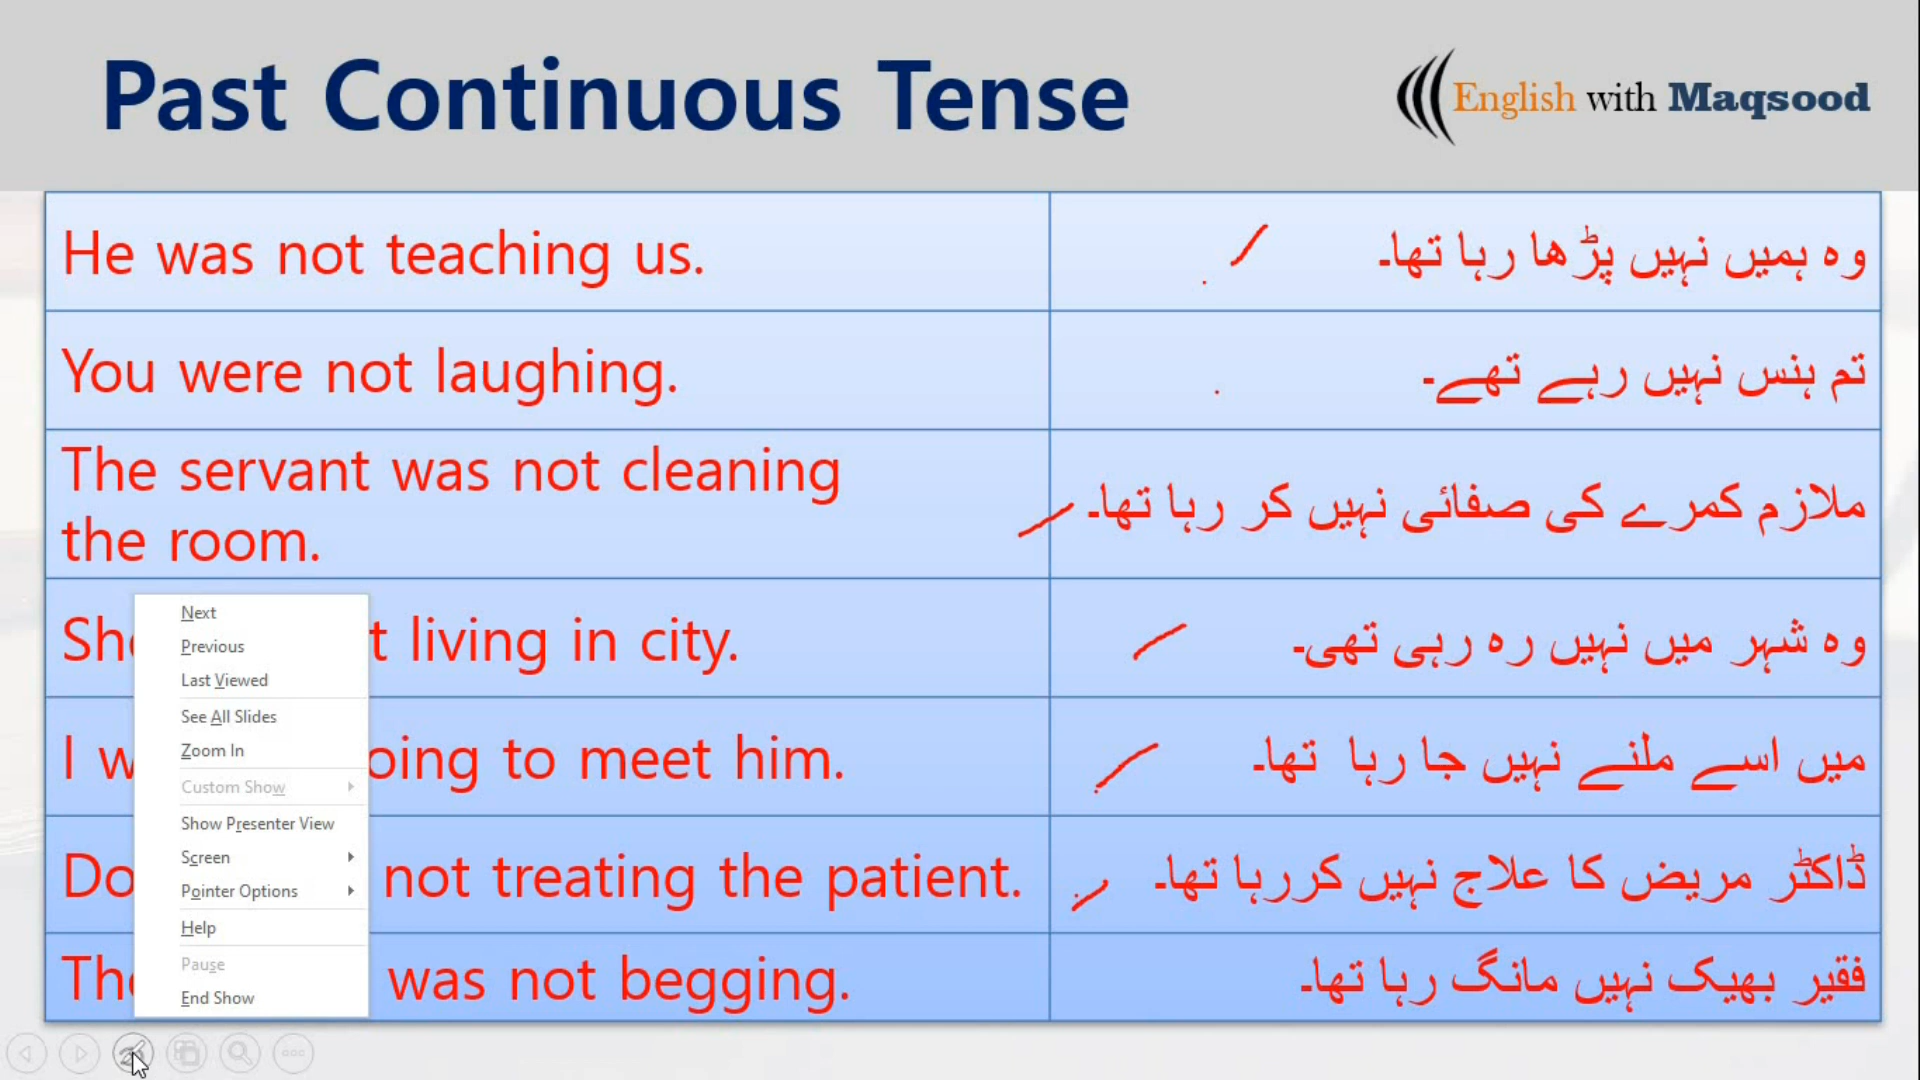 Past Continuous Tense
English with Maqsood
He was not teaching us.
وہ ہمیں نہیں پڑھا رہا تھا۔
You were not laughing.
تم ہنس نہیں رہے تھے۔
The servant was not cleaning
the room.
ملازم کمرے کی صفائی نہیں کر رہا تھا۔
living in city.
وہ شہر میں نہیں رہ رہی تھی۔
I
to meet him.
میں اسے ملنے نہیں جا رہا تھا۔
not treating the patient.
ڈاکٹر مریض کا علاج نہیں کررہا تھا۔
was not begging.
فقیر بھیک نہیں مانگ رہا تھا۔
Next
Previous
Last Viewed
See All Slides
Zoom In
Custom Show
Show Presenter View
Screen
Pointer Options
Help
Pause
End Show